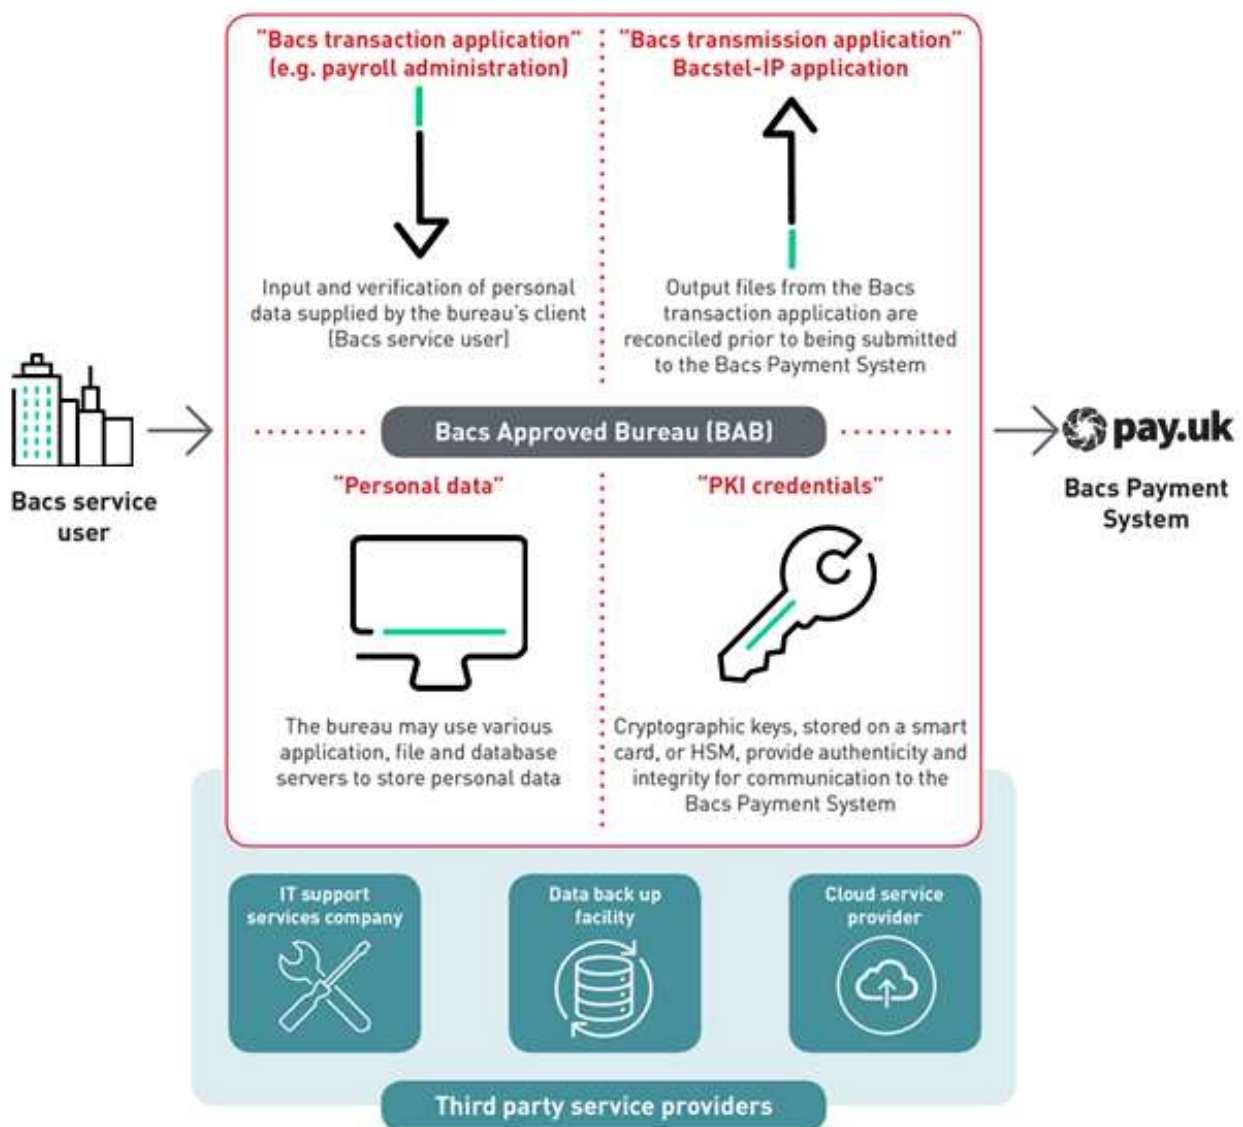 "Bacs transaction application"
(e.g. payroll administration)
"Bacs transmission application"
Bacstel-IP application
Input and verification of personal
data supplied by the bureau's client
(Bacs service user)
Output files from the Bacs
transaction application are
reconciled prior to being submitted
to the Bacs Payment System
Bacs service
user
Bacs Approved Bureau (BAB)
pay.uk
Bacs Payment
System
"Personal data"
"PKI credentials"
The bureau may use various
application, file and database
servers to store personal data
Cryptographic keys, stored on a smart
card, or HSM, provide authenticity and
integrity for communication to the
Bacs Payment System
IT support
services company
Data back up
facility
Cloud service
provider
Third party service providers